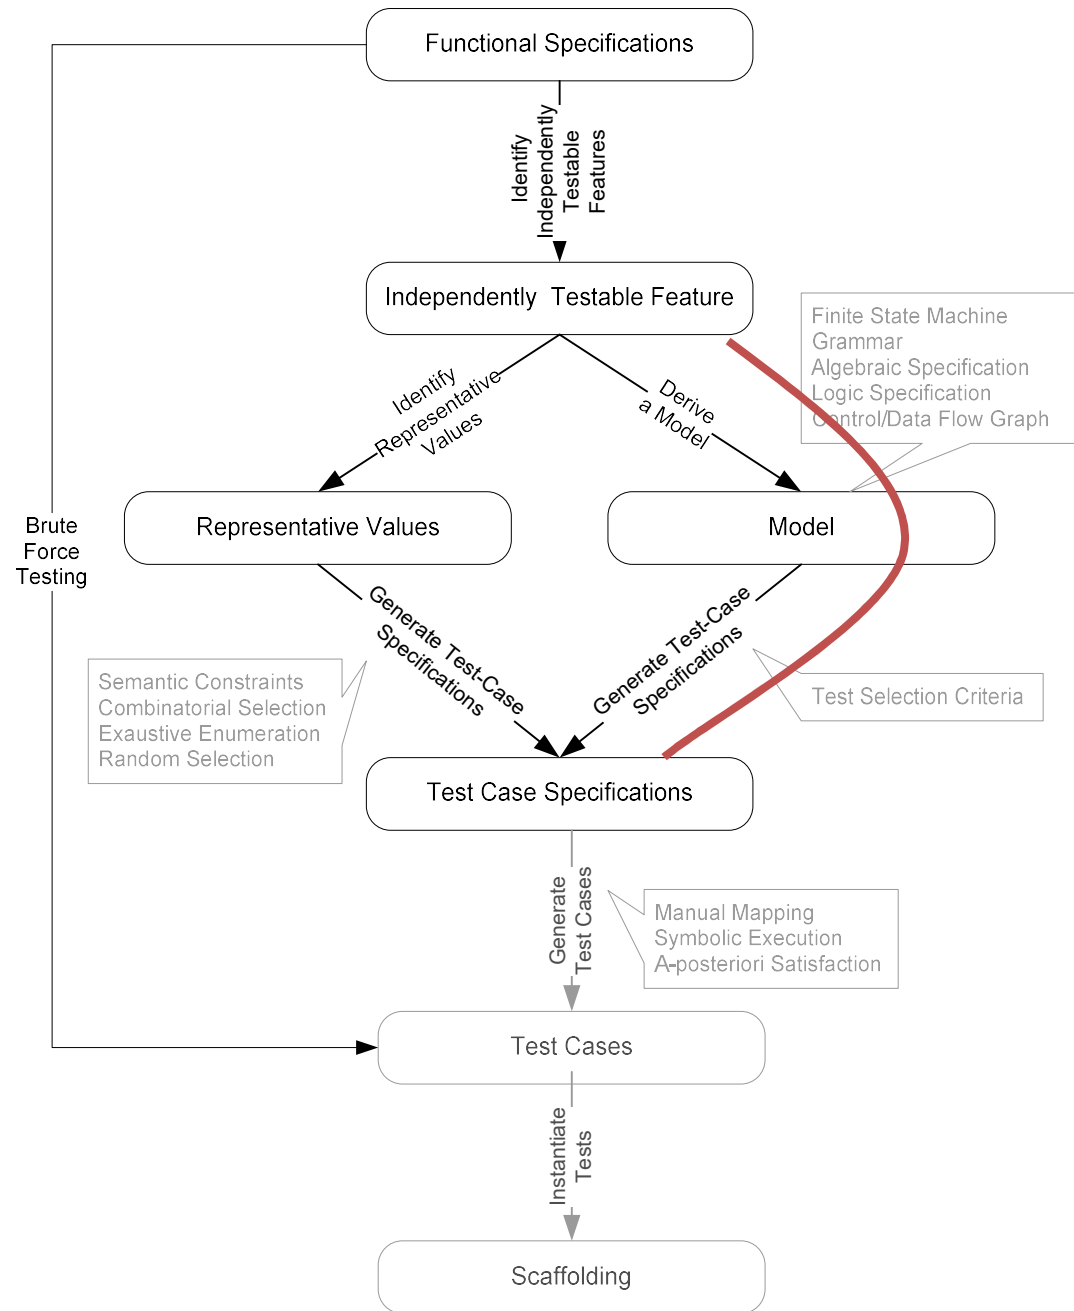 Functional Specifications
Identify
Independently
Testable
Features
Independently Testable Feature
Finite State Machine
Grammar
Algebraic Specification
Logic Specification
Control/Data Flow Graph
Identify
Representative
Values
Derive
a Model
Representative Values
Model
Brute
Force
Testing
Generate Test-Case
Specifications
Generate Test-Case
Specifications
Semantic Constraints
Combinatorial Selection
Exaustive Enumeration
Random Selection
Test Selection Criteria
Test Case Specifications
Generate
Test Cases
Manual Mapping
Symbolic Execution
A-posteriori Satisfaction
Test Cases
Instantiate
Tests
Scaffolding